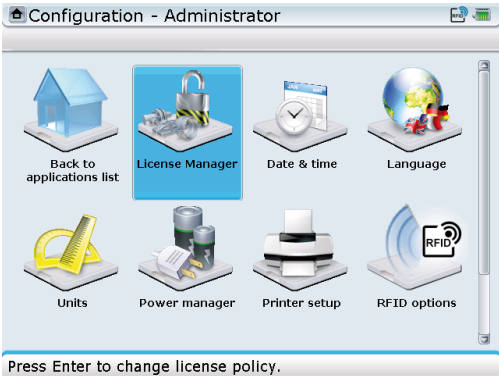 Configuration - Administrator
RFID
JAN
Back to
applications list
License Manager
Date & time
Language
RFID
Units
Power manager
Printer setup
RFID options
Press Enter to change license policy.